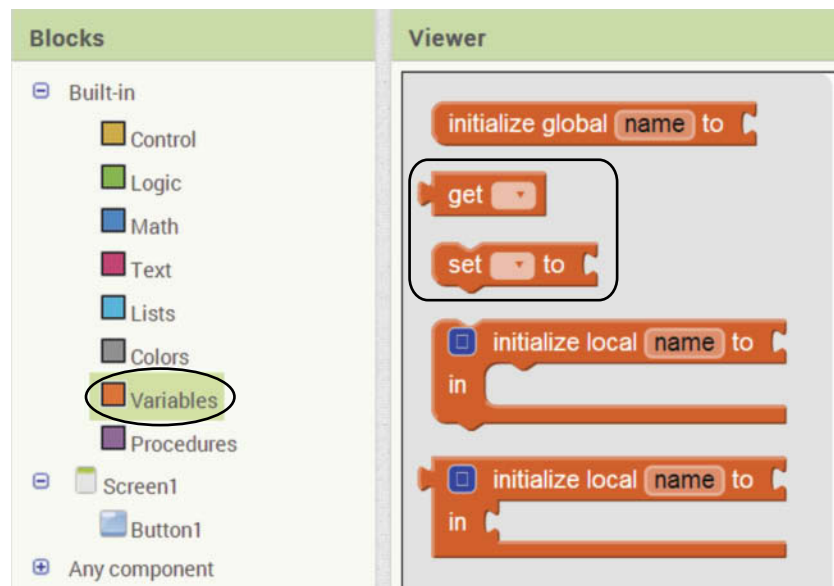 Blocks
Built-in
Control
Logic
Math
Text
Lists
Colors
Variables
Procedures
Screen1
Button1
Any component
Viewer
initialize global name to
get
set to
initialize local name to
in
initialize local name to
in